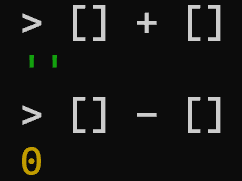 > [] + []
''
> [] - []
0